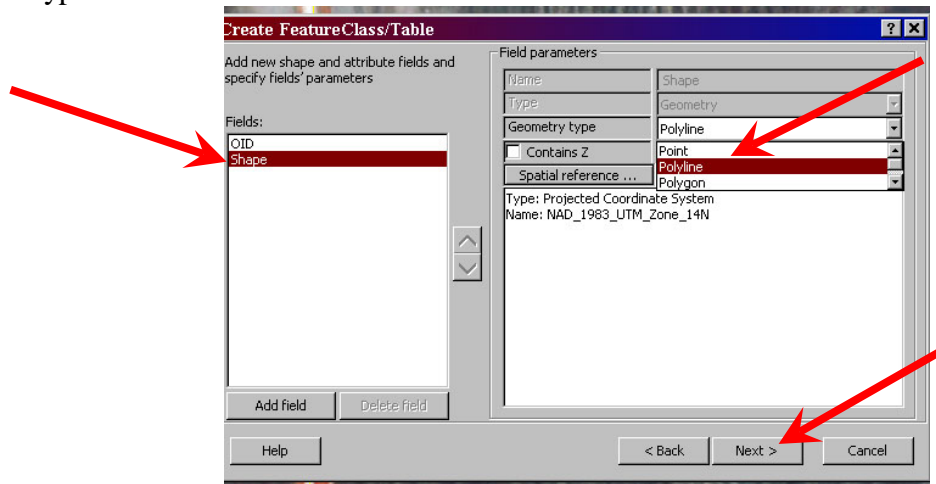 Create FeatureClass/Table
Add new shape and attribute fields and
specify fields' parameters
Fields:
OID
Shape
Add field
Delete field
Field parameters
Name
Shape
Type
Geometry
Geometry type
Polyline
Contains Z
Point
Polyline
Polygon
Spatial reference ...
Type: Projected Coordinate System
Name: NAD_1983_UTM_Zone_14N
Help
< Back
Next >
Cancel